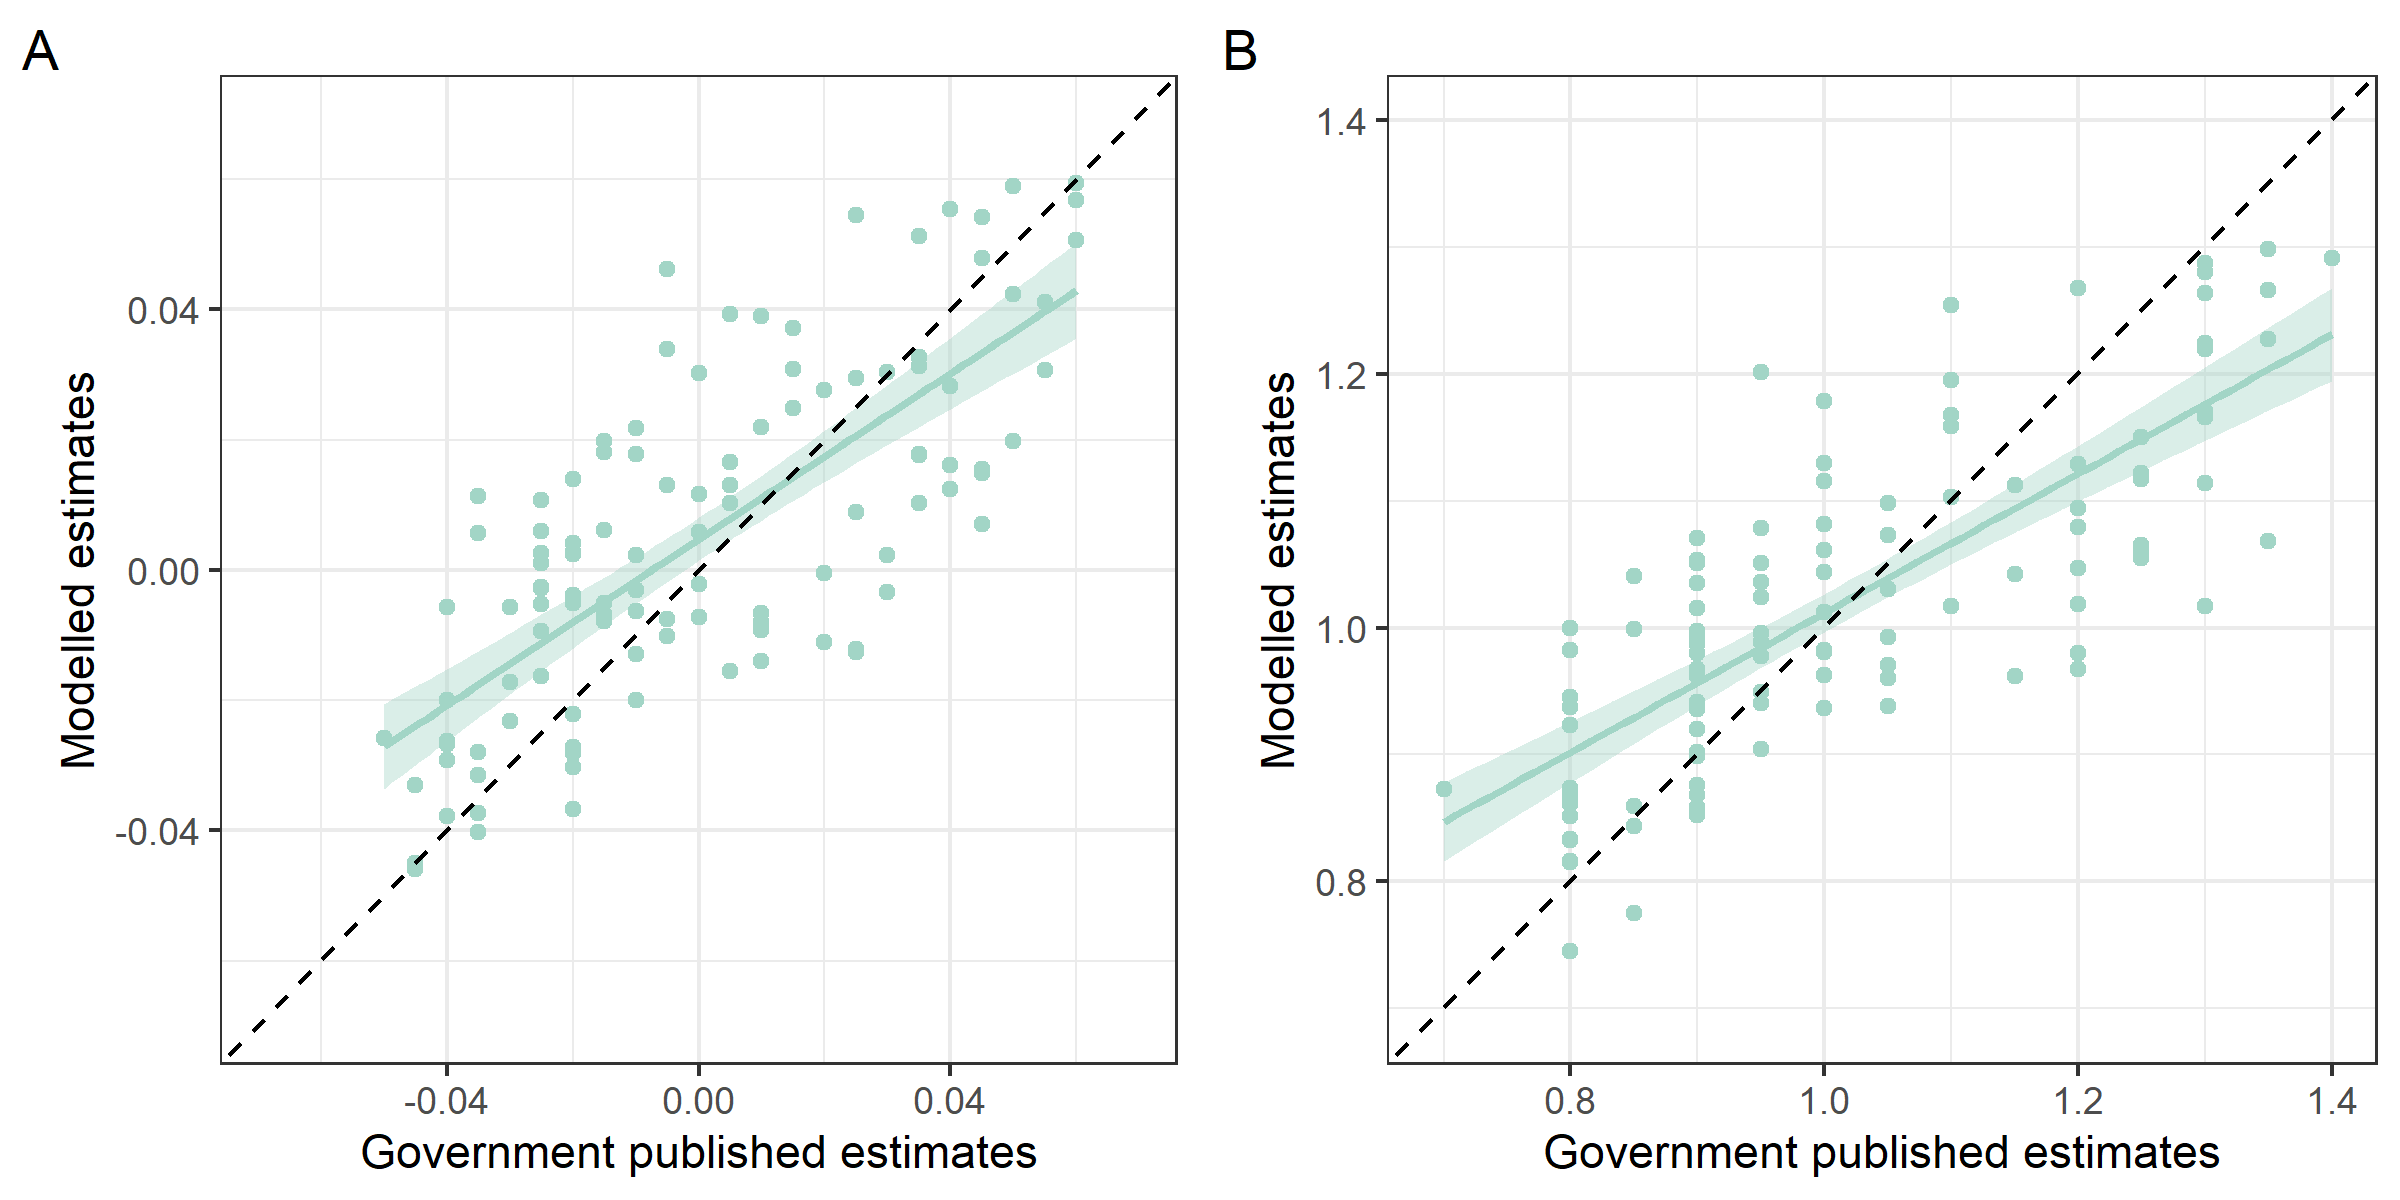 A
B
Modelled estimates
0.04
0.00
-0.04
-0.04 0.00 0.04
Government published estimates
Modelled estimates
1.4
1.2
1.0
0.8
0.8 1.0 1.2 1.4
Government published estimates